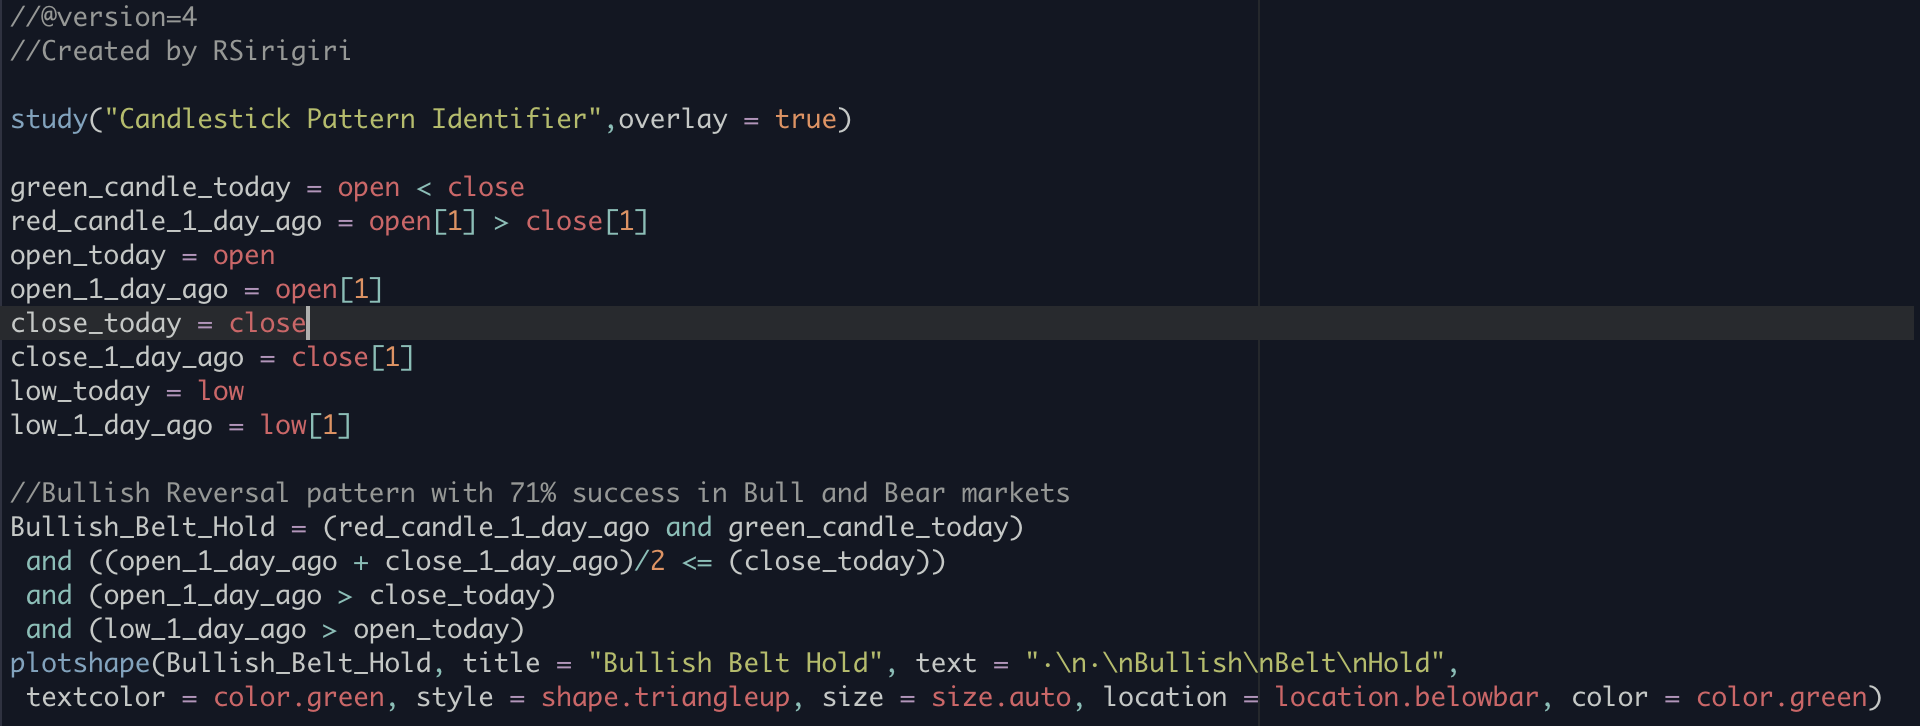 //@version=4
//Created by RSirigiri
study("Candlestick Pattern Identifier",overlay = true)
green_candle_today = open < close
red_candle_1_day_ago = open[1] > close[1]
open_today = open
open_1_day_ago = open[1]
close_today = close
close_1_day_ago = close[1]
low_today = low
low_1_day_ago = low[1]
//Bullish Reversal pattern with 71% success in Bull and Bear markets
Bullish_Belt_Hold = (red_candle_1_day_ago and green_candle_today)
 and ((open_1_day_ago + close_1_day_ago)/2 <= (close_today))
 and (open_1_day_ago > close_today)
 and (low_1_day_ago > open_today)
plotshape(Bullish_Belt_Hold, title = "Bullish Belt Hold", text = "·\n·\nBullish\nBelt\nHold",
 textcolor = color.green, style = shape.triangleup, size = size.auto, location = location.belowbar, color = color.green)